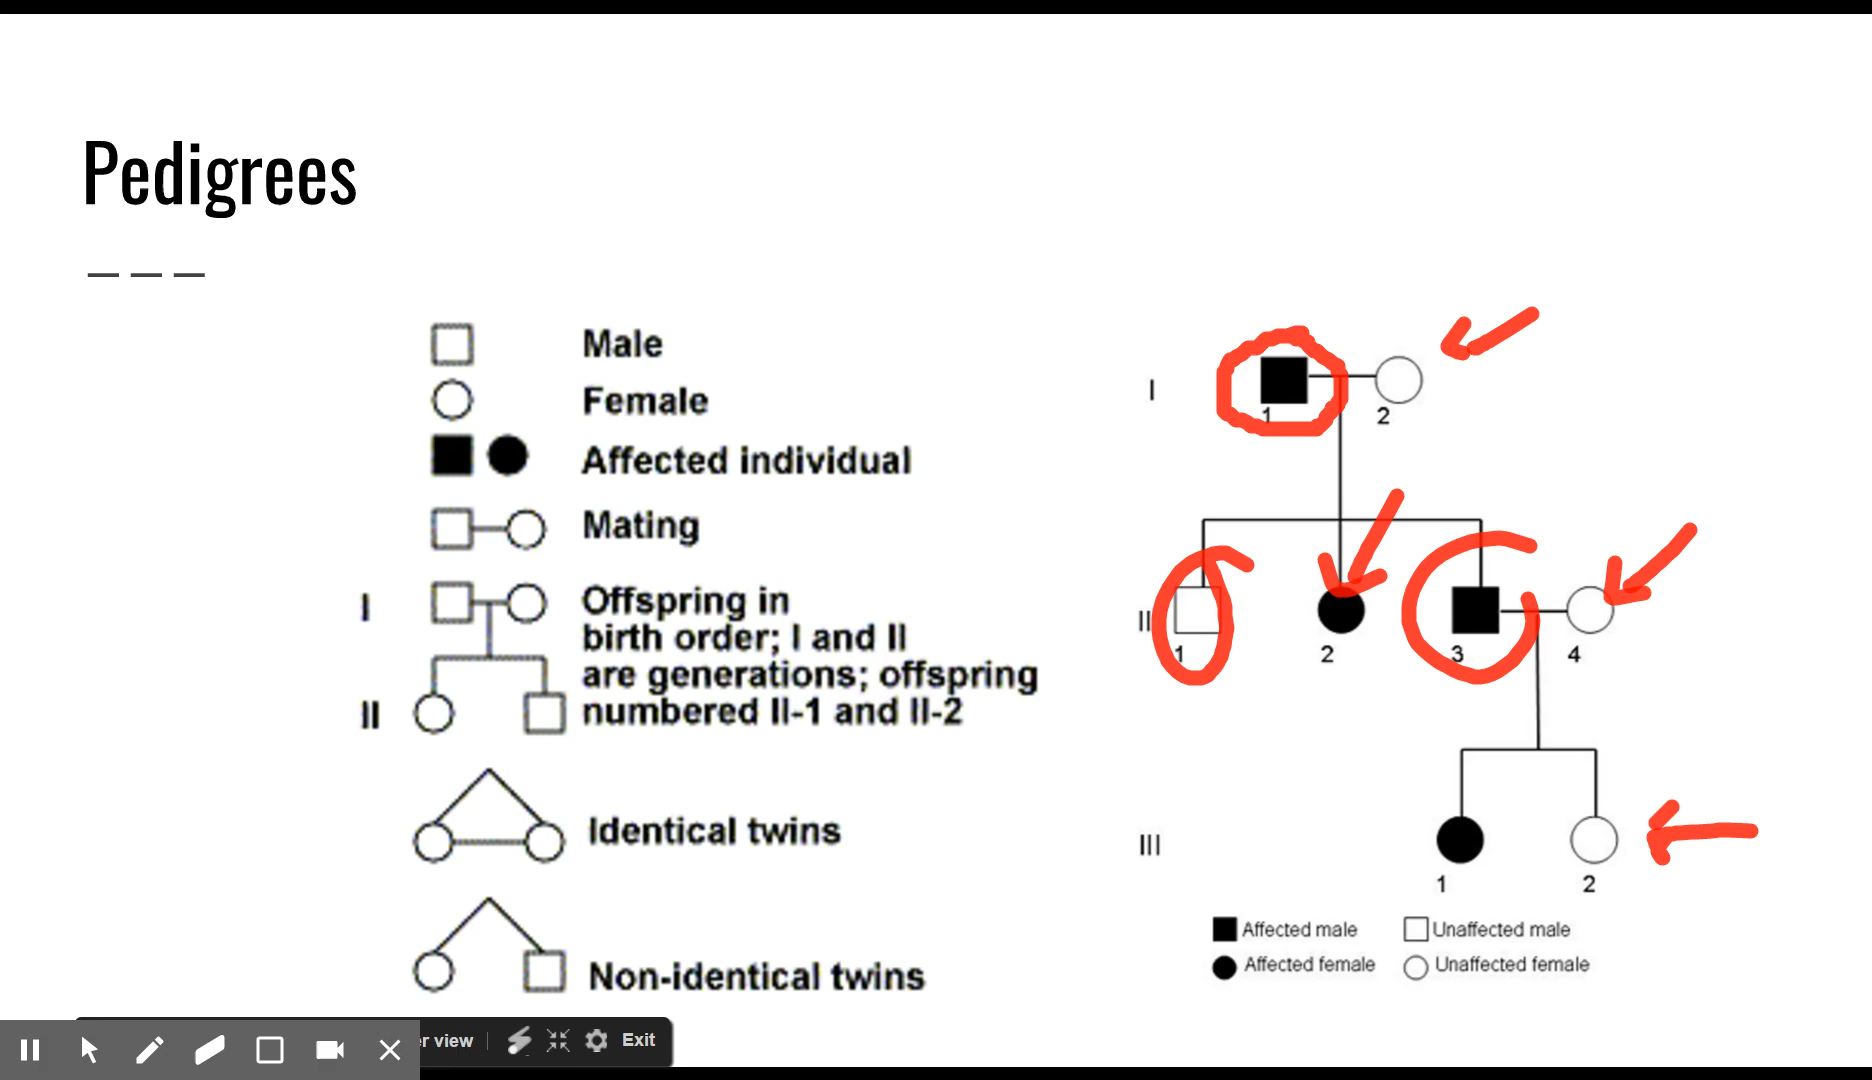 Pedigrees
Male
Female
Affected individual
Mating
I
Offspring in
birth order; I and II
are generations; offspring
II
numbered II-1 and II-2
Identical twins
Non-identical twins
I
1
2
II
1
2
3
4
III
1
2
Affected male
Unaffected male
Affected female
Unaffected female
view
Exit